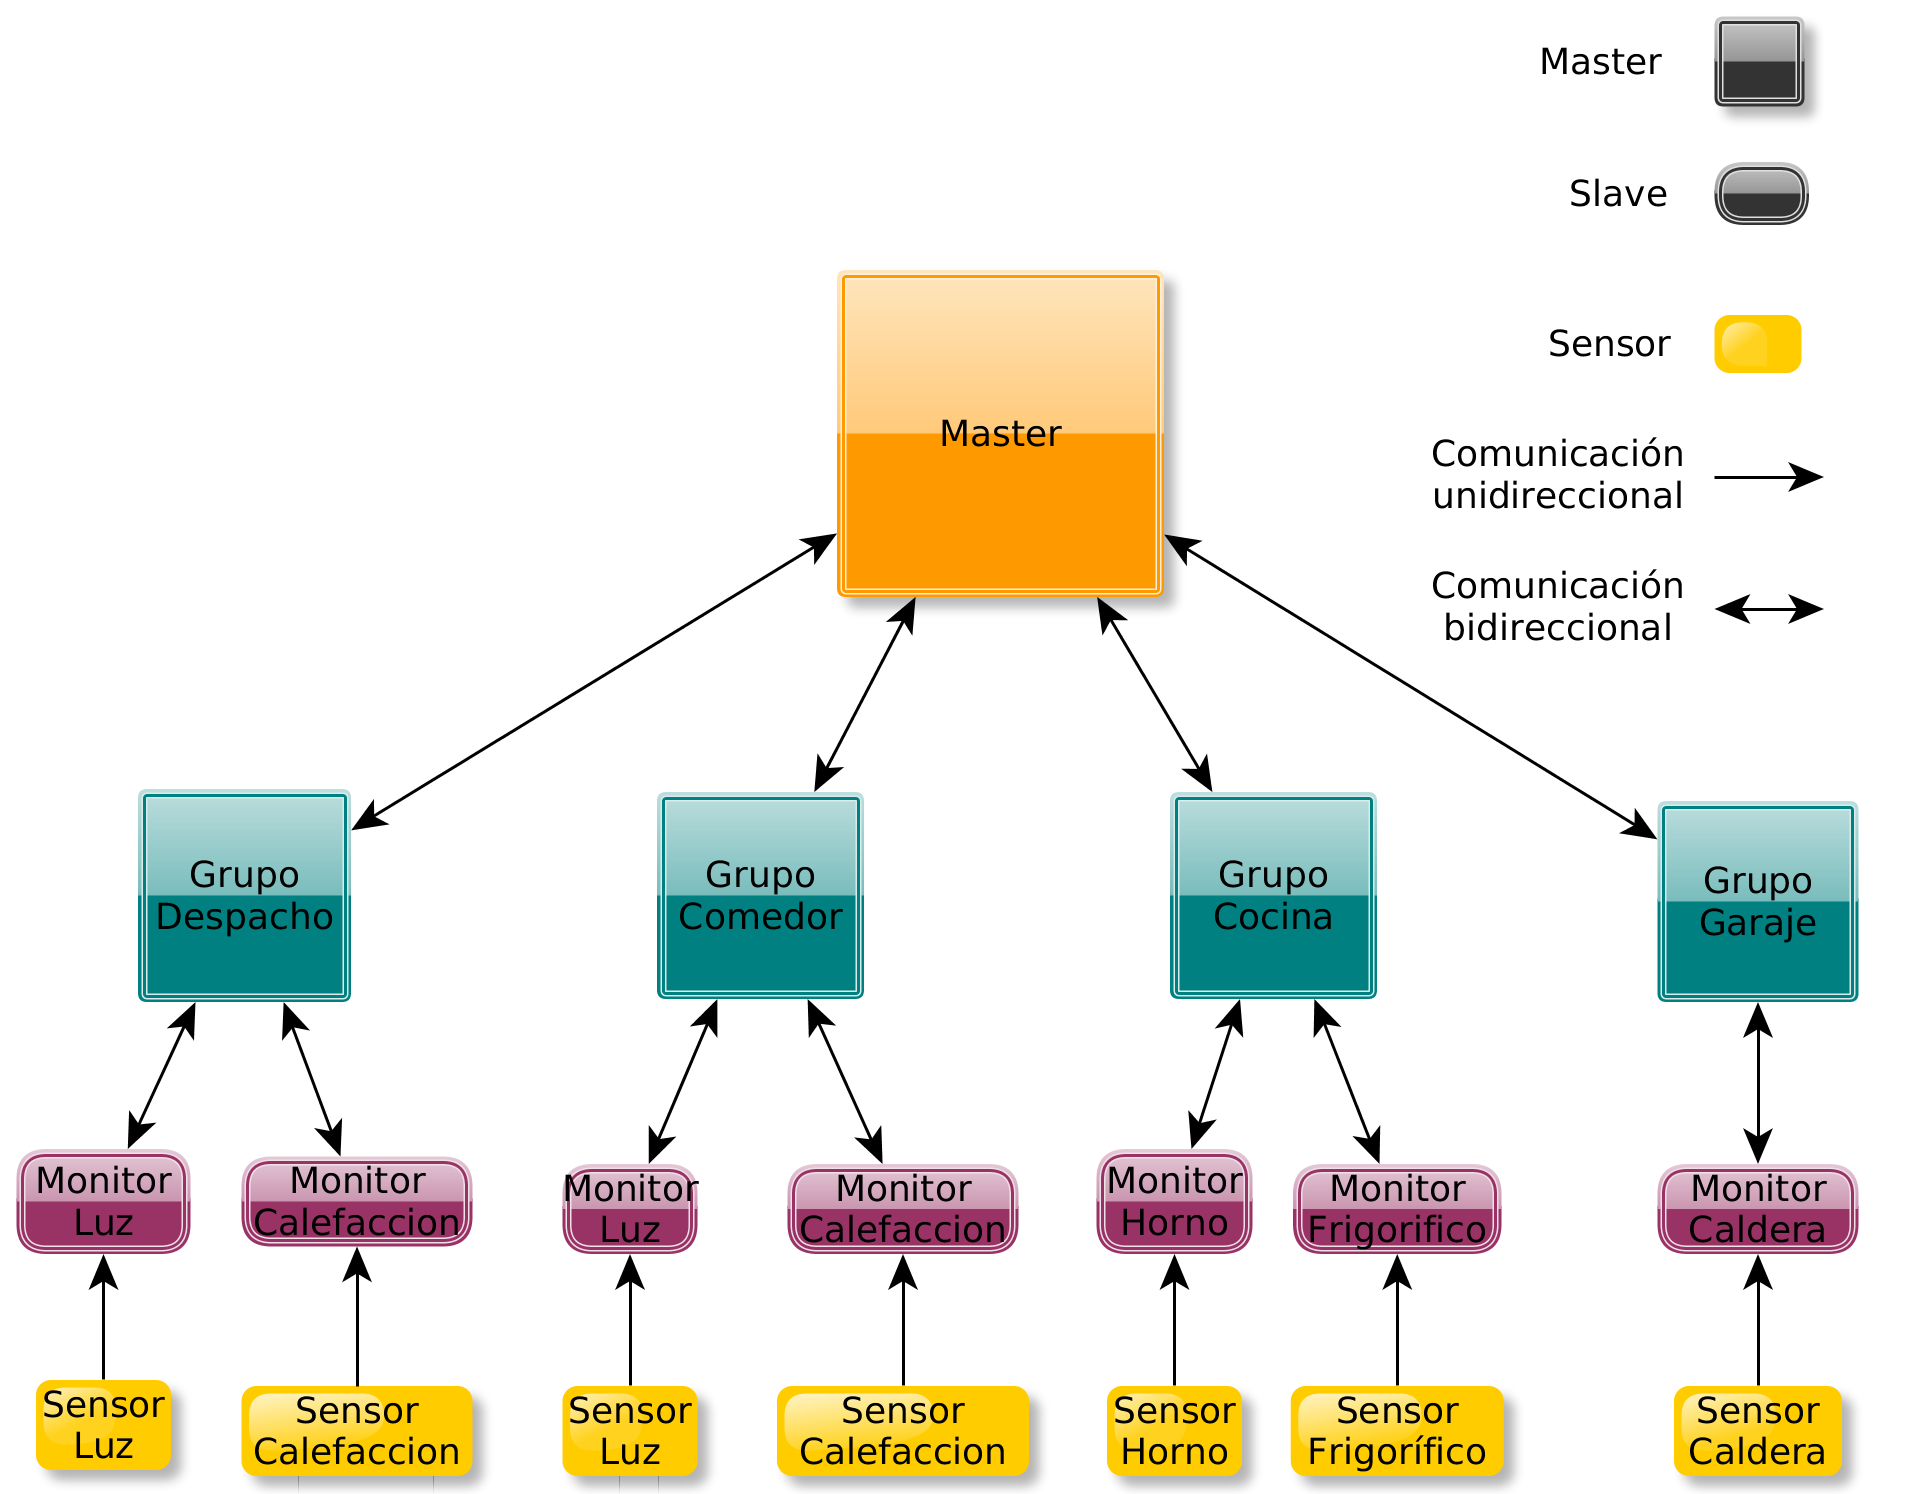 Master
Slave
Sensor
Comunicación
unidireccional
Comunicación
bidireccional
Master
Grupo
Despacho
Grupo
Comedor
Grupo
Cocina
Grupo
Garaje
Monitor
Luz
Monitor
Calefaccion
Monitor
Luz
Monitor
Calefaccion
Monitor
Horno
Monitor
Frigorifico
Monitor
Caldera
Sensor
Luz
Sensor
Calefaccion
Sensor
Luz
Sensor
Calefaccion
Sensor
Horno
Sensor
Frigorífico
Sensor
Caldera